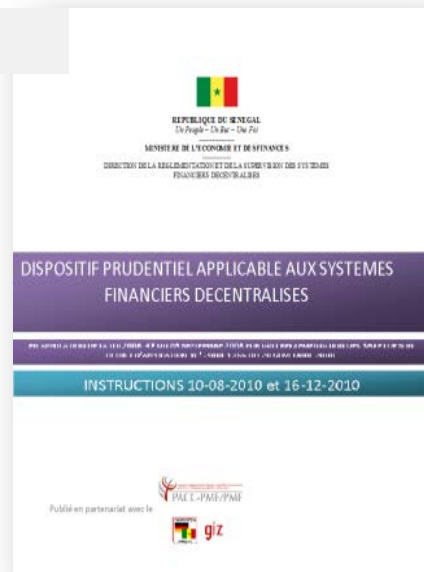 REPUBLIQUE DU SENEGAL
Un Peuple – Un But – Une Foi
MINISTERE DE L'ECONOMIE ET DES FINANCES
DIRECTION DE LA REGLEMENTATION ET DE LA SUPERVISION DES SYSTEMES
FINANCIERS DECENTRALISES
DISPOSITIF PRUDENTIEL APPLICABLE AUX SYSTEMES
FINANCIERS DECENTRALISES
INSTRUCTIONS 10-08-2010 et 16-12-2010
PACC-PME/PMF
Publié en partenariat avec le
giz